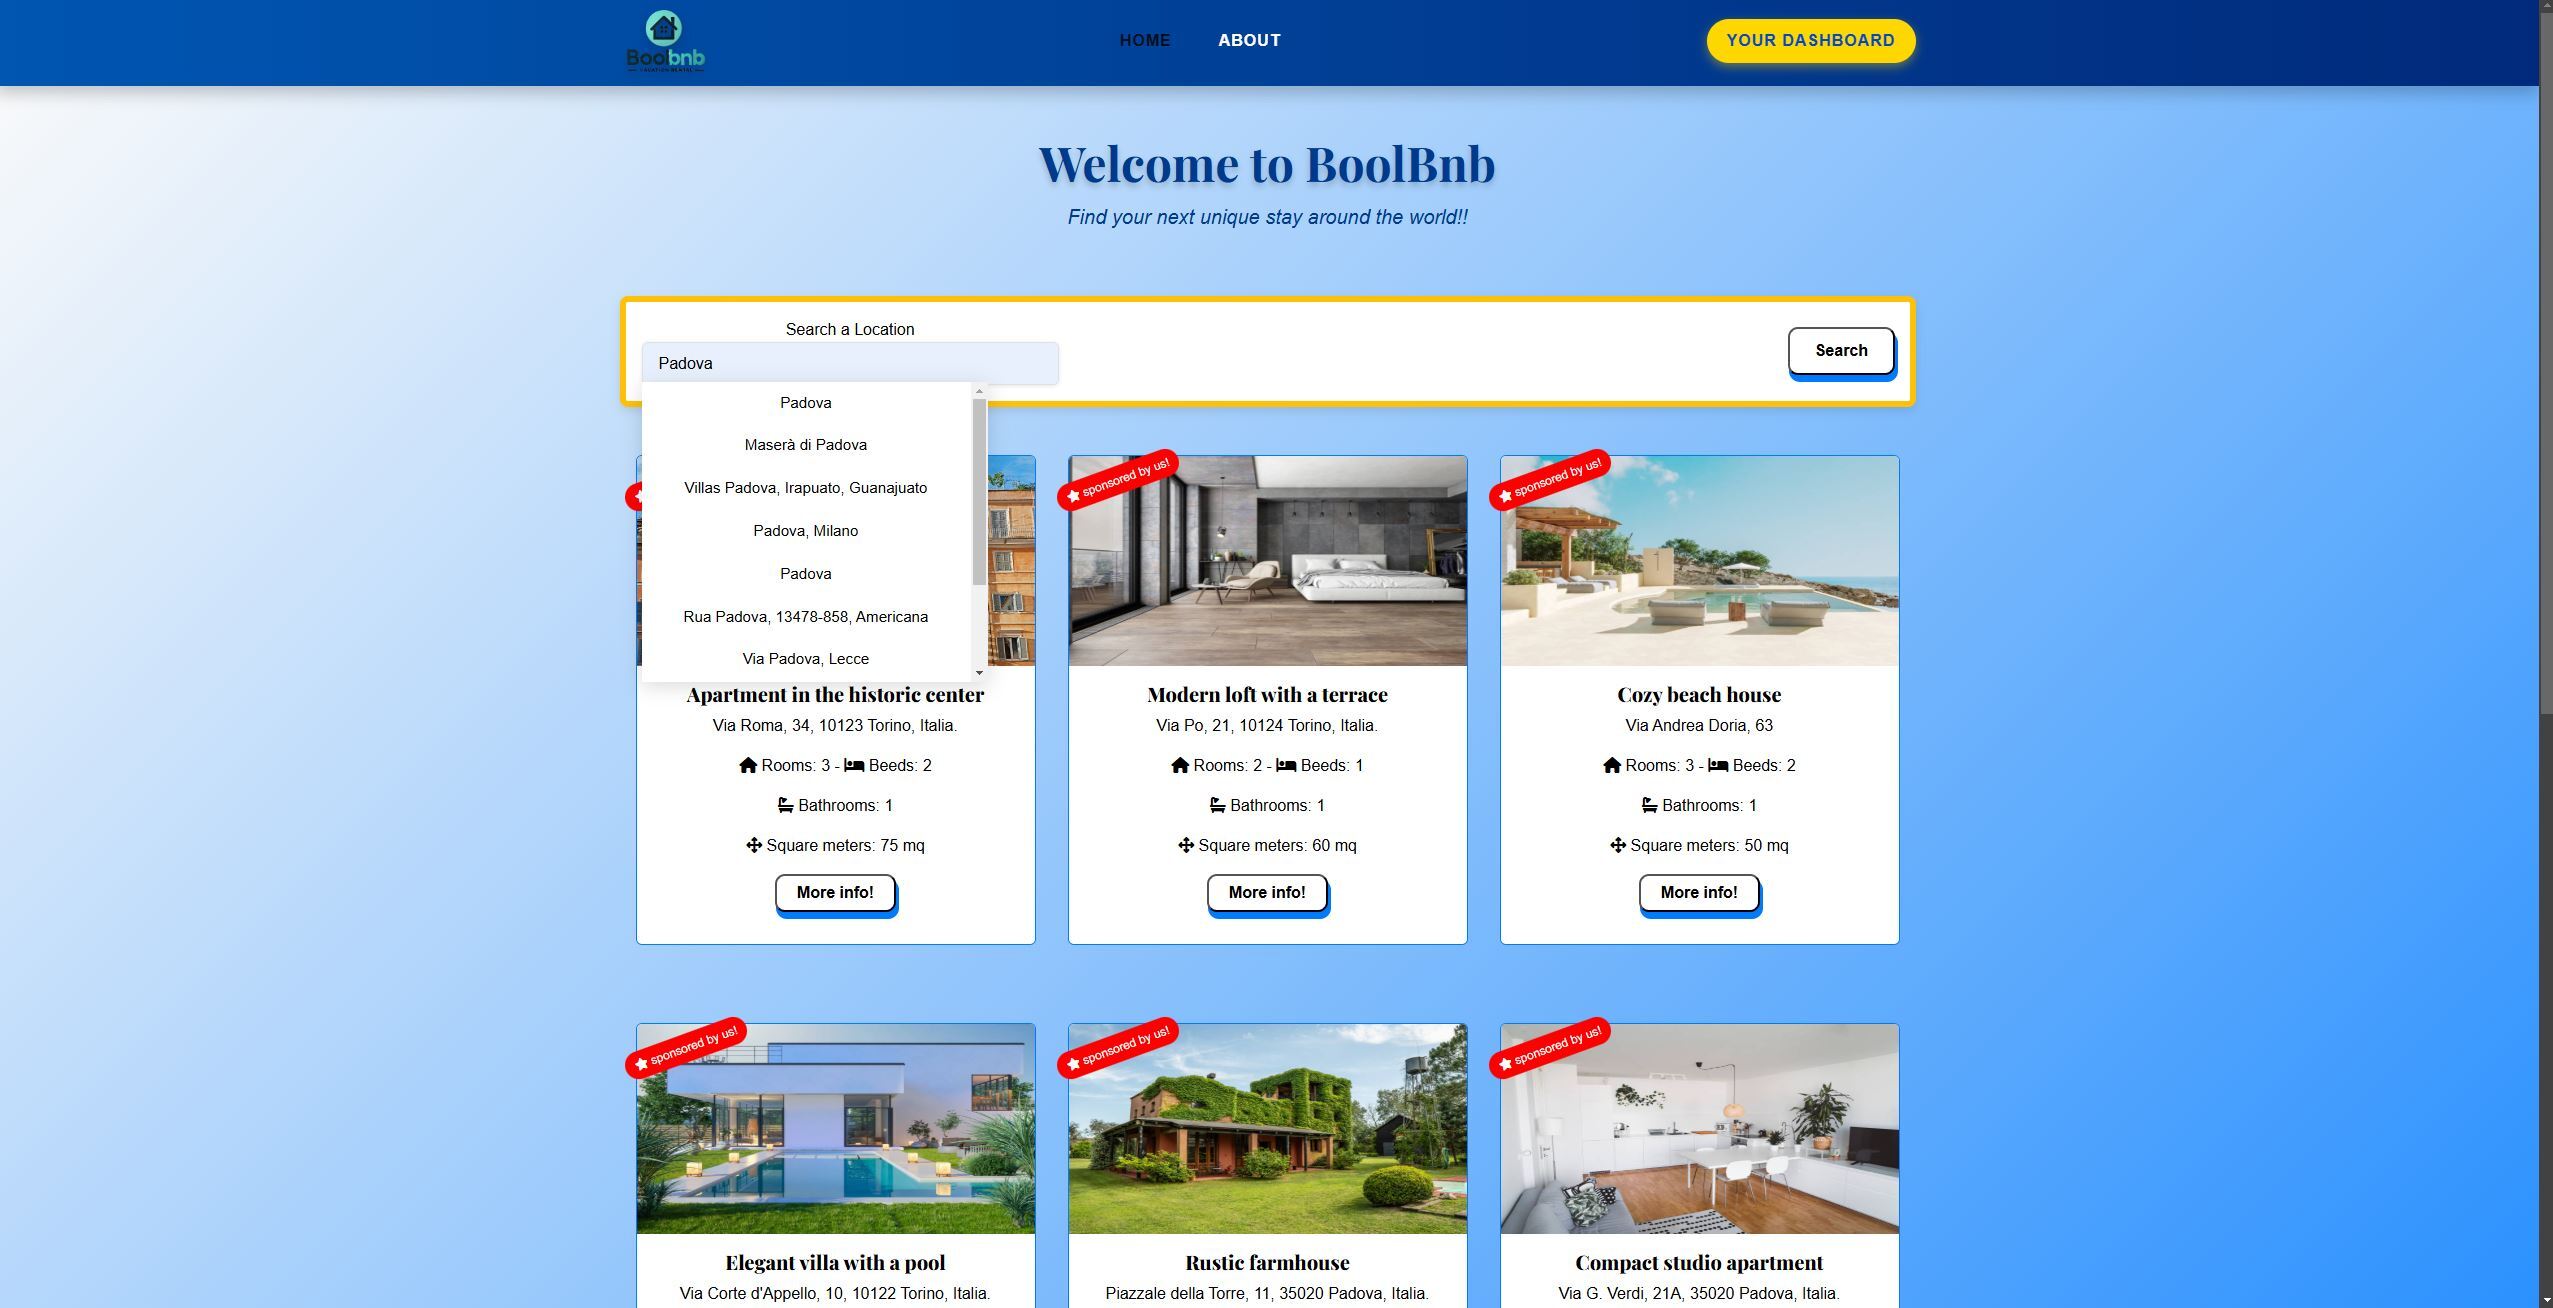 Boolbnb
HOME
ABOUT
YOUR DASHBOARD
Welcome to BoolBnb
Find your next unique stay around the world!!
Search a Location
Padova
Search
Padova
Maserà di Padova
Villas Padova, Irapuato, Guanajuato
Padova, Milano
Padova
Rua Padova, 13478-858, Americana
Via Padova, Lecce
Apartment in the historic center
Via Roma, 34, 10123 Torino, Italia.
Rooms: 3 - Beeds: 2
Bathrooms: 1
Square meters: 75 mq
More info!
sponsored by us!
Modern loft with a terrace
Via Po, 21, 10124 Torino, Italia.
Rooms: 2 - Beeds: 1
Bathrooms: 1
Square meters: 60 mq
More info!
sponsored by us!
Cozy beach house
Via Andrea Doria, 63
Rooms: 3 - Beeds: 2
Bathrooms: 1
Square meters: 50 mq
More info!
sponsored by us!
Elegant villa with a pool
Via Corte d'Appello, 10, 10122 Torino, Italia.
sponsored by us!
Rustic farmhouse
Piazzale della Torre, 11, 35020 Padova, Italia.
sponsored by us!
Compact studio apartment
Via G. Verdi, 21A, 35020 Padova, Italia.